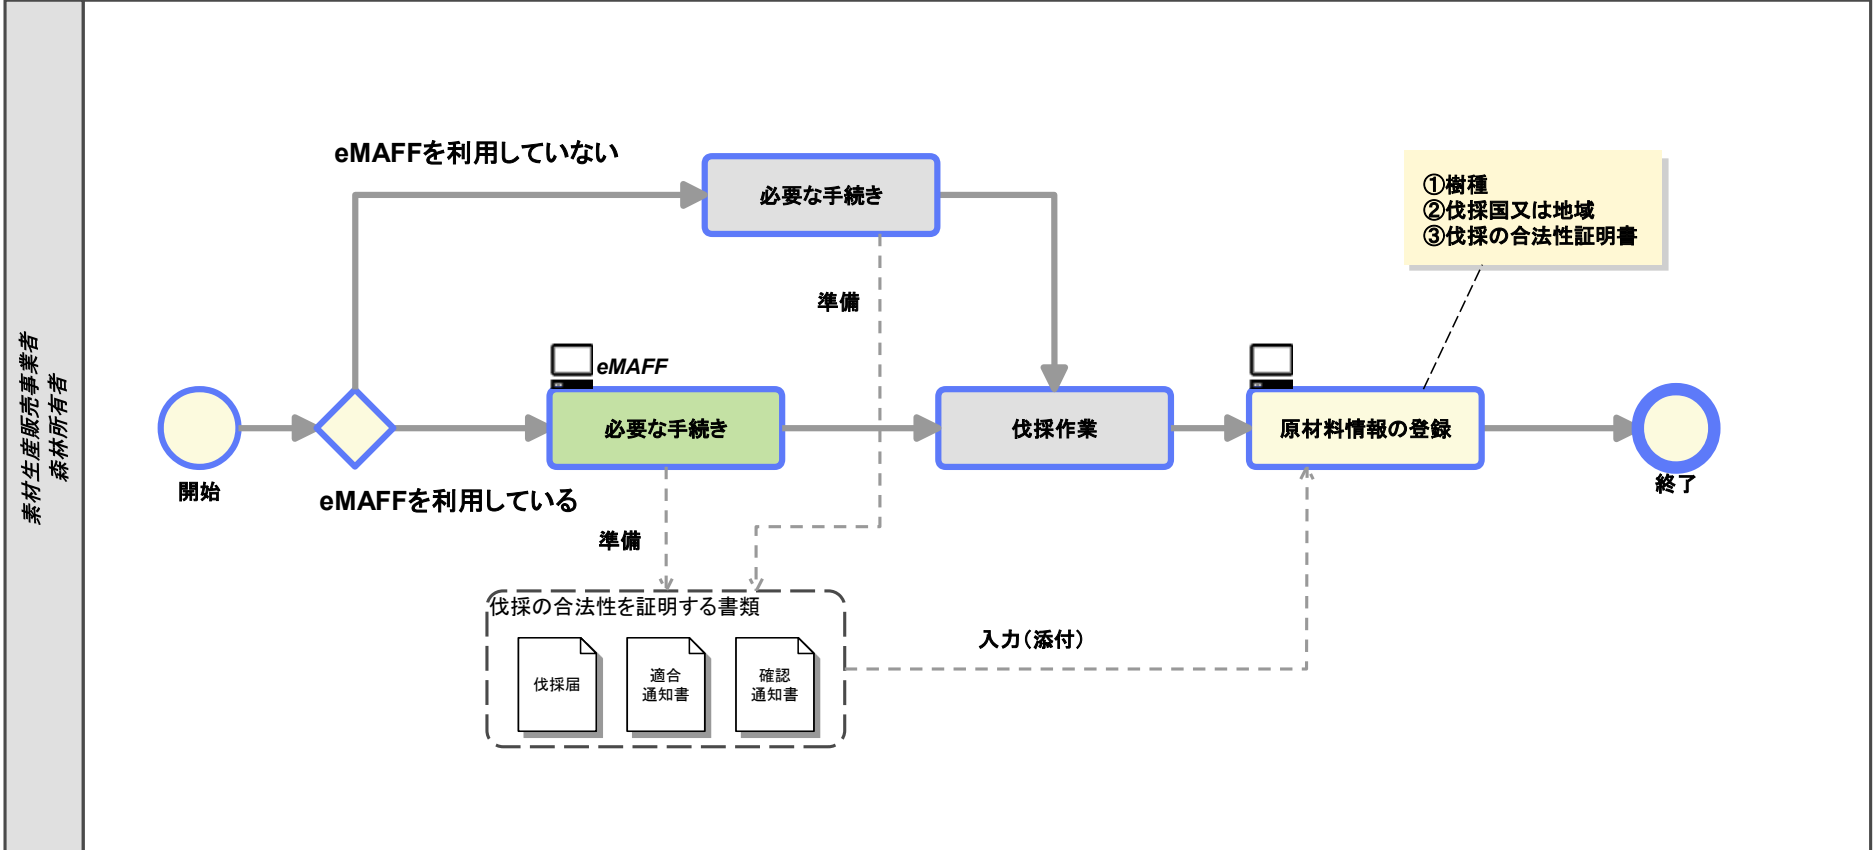 素材生産販売事業者
森林所有者
eMAFFを利用していない
必要な手続き
①樹種
②伐採国又は地域
③伐採の合法性証明書
準備
eMAFF
必要な手続き
伐採作業
原材料情報の登録
開始
eMAFFを利用している
終了
準備
伐採の合法性を証明する書類
入力（添付）
伐採届
適合
通知書
確認
通知書